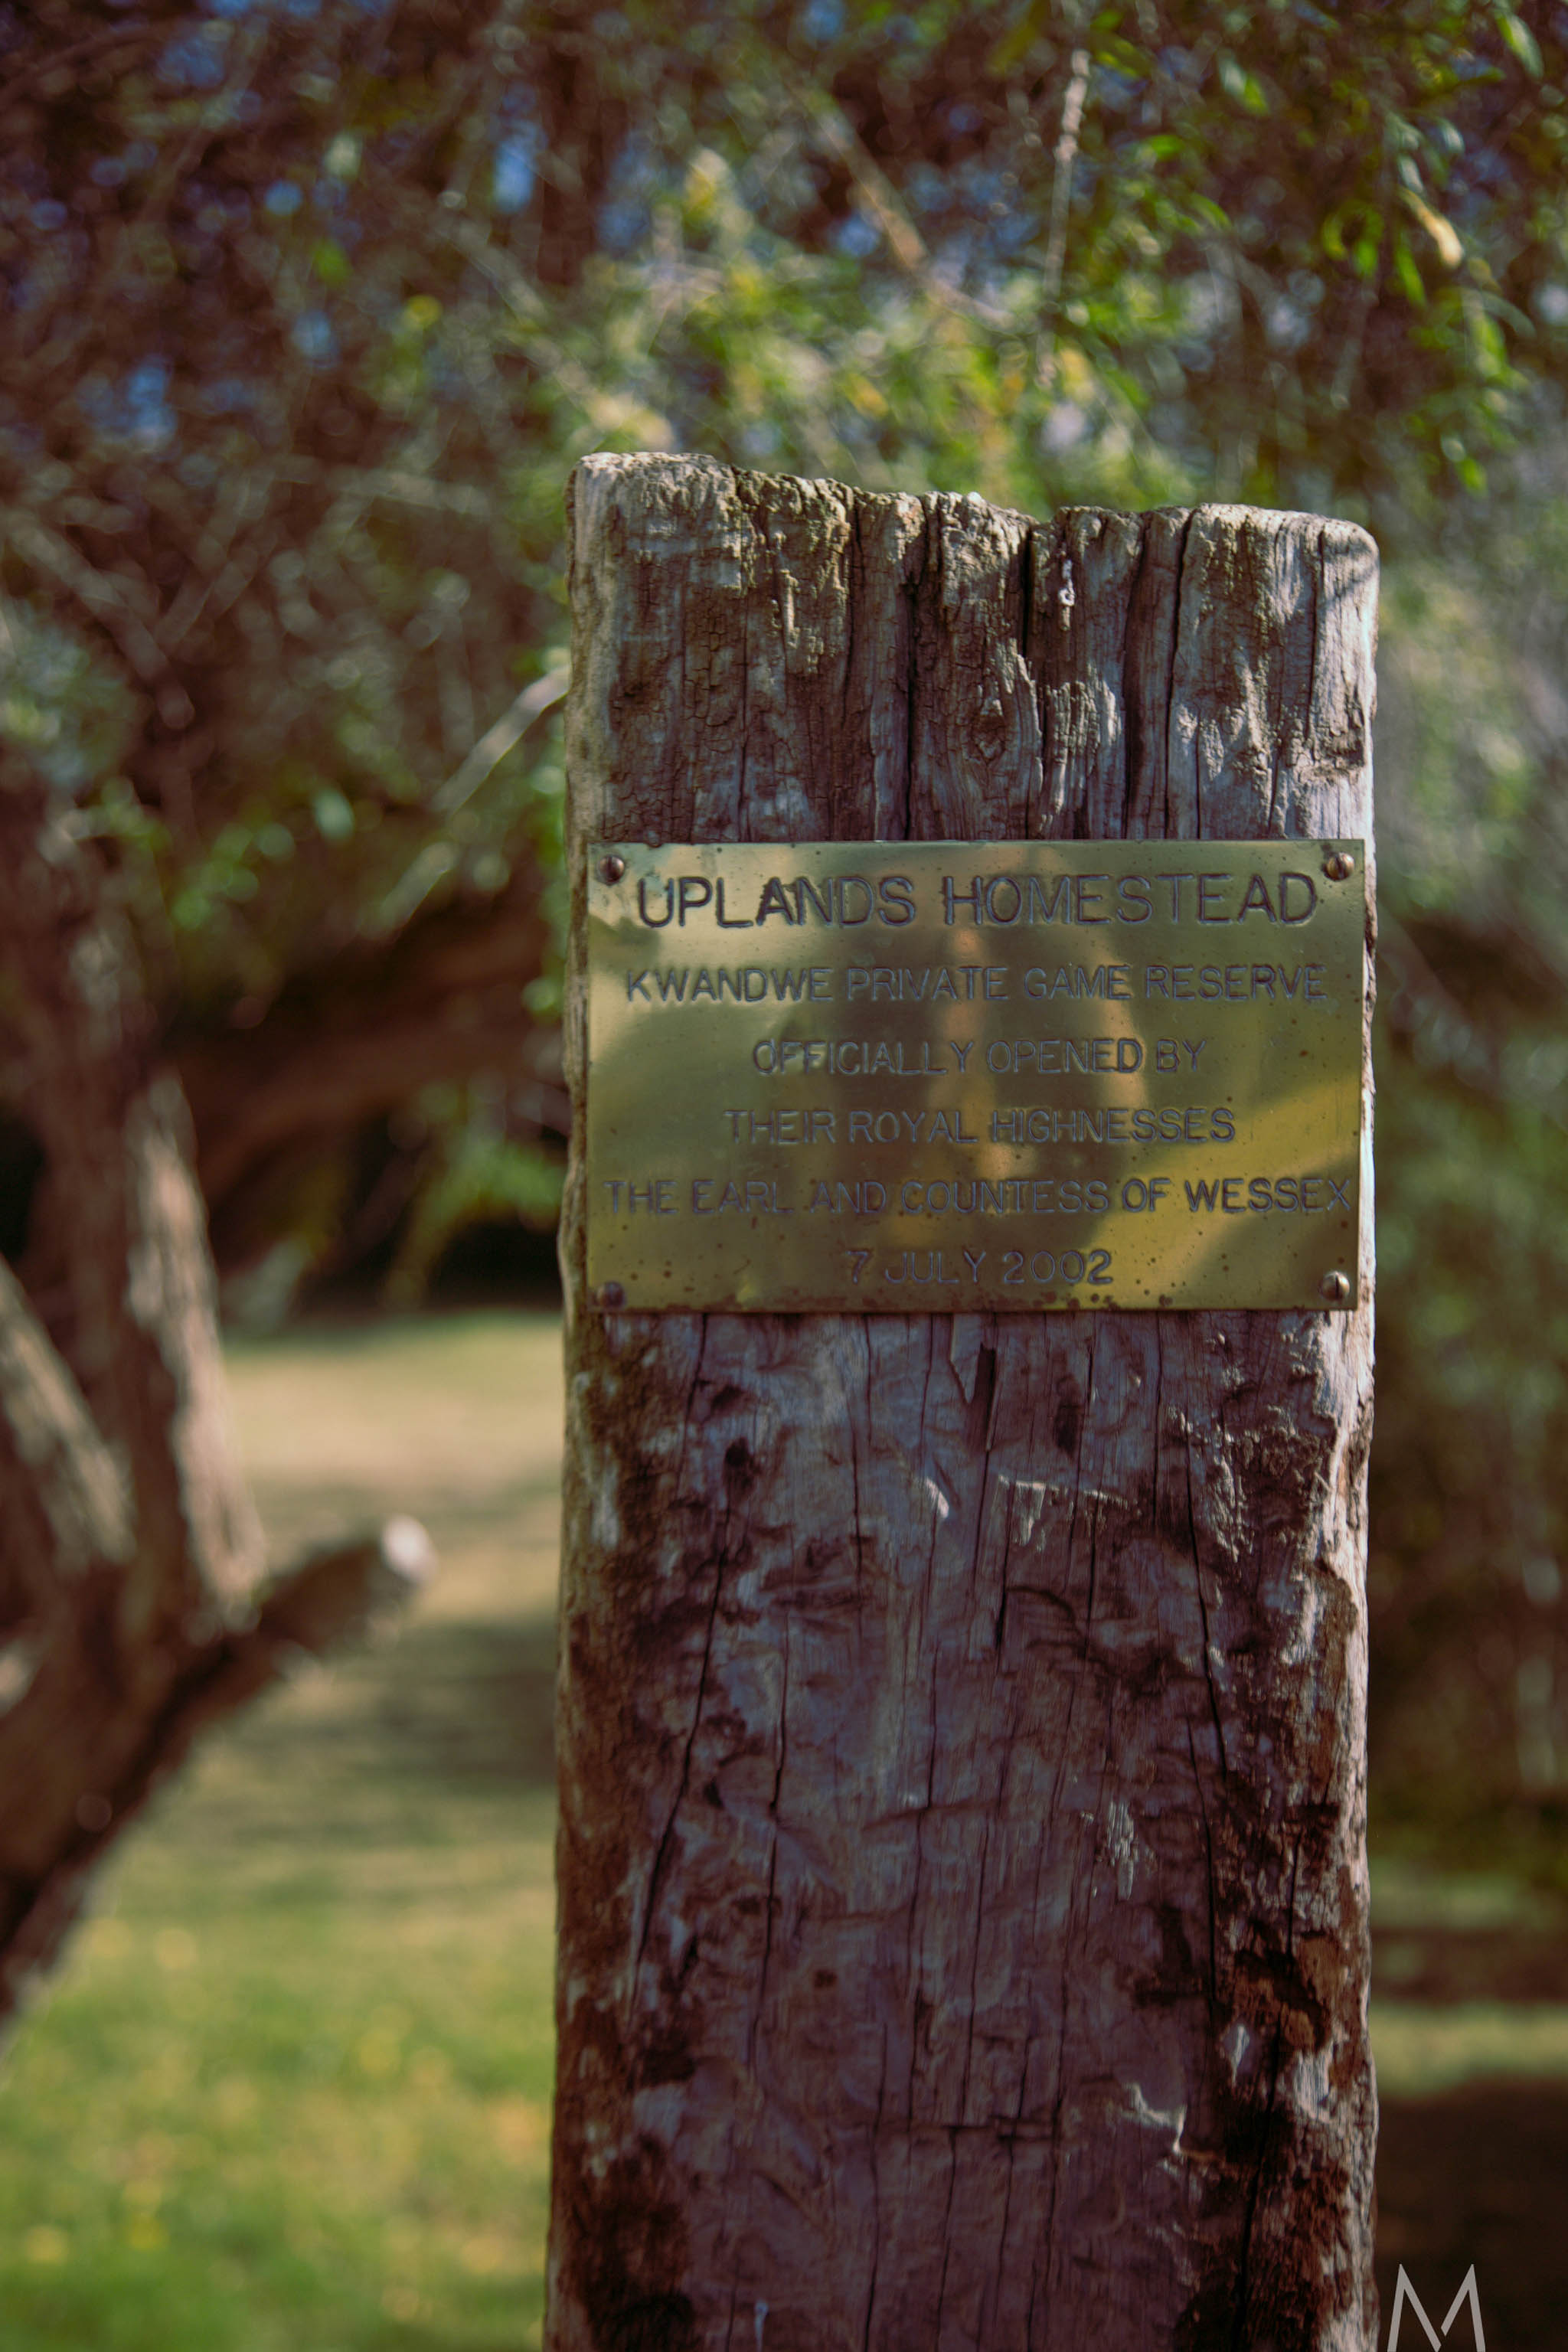 UPLANDS HOMESTEAD
KWANDWE PRIVATE GAME RESERVE
OFFICIALLY OPENED BY
THEIR ROYAL HIGHNESSES
THE EARL AND COUNTESS OF WESSEX
7 JULY 2002
M